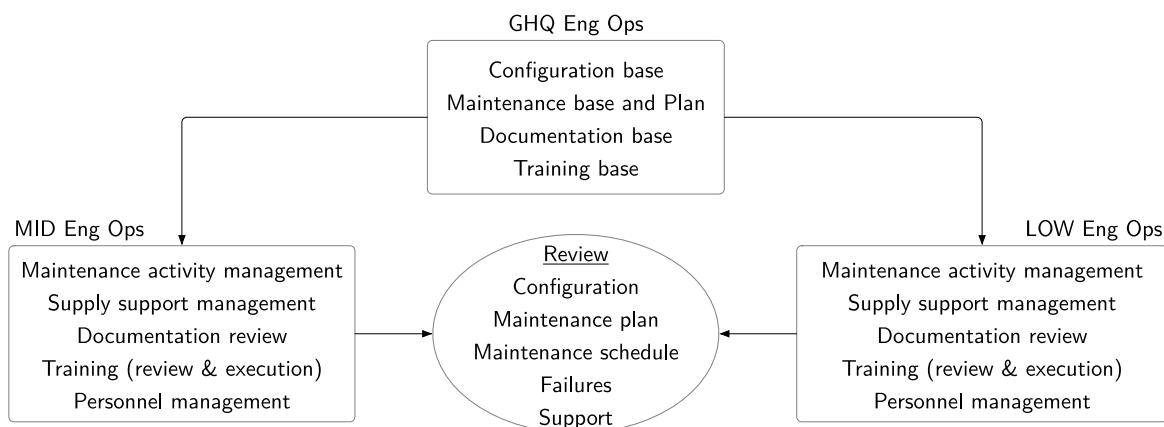 GHQ Eng Ops
Configuration base
Maintenance base and Plan
Documentation base
Training base
MID Eng Ops
Maintenance activity management
Supply support management
Documentation review
Training (review & execution)
Personnel management
Review
Configuration
Maintenance plan
Maintenance schedule
Failures
Support
LOW Eng Ops
Maintenance activity management
Supply support management
Documentation review
Training (review & execution)
Personnel management